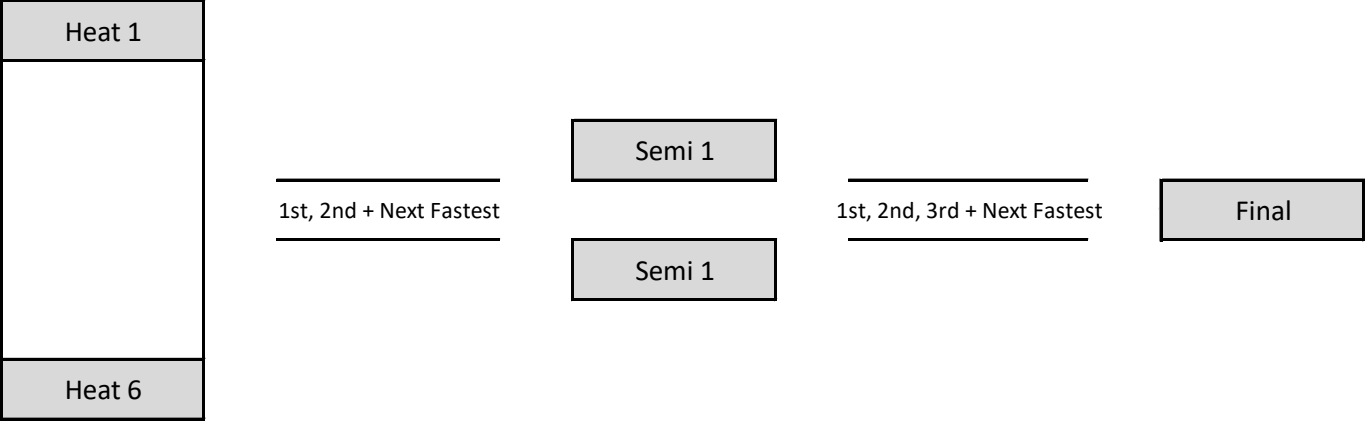 Heat 1
Semi 1
1st, 2nd + Next Fastest
1st, 2nd, 3rd + Next Fastest
Final
Semi 1
Heat 6